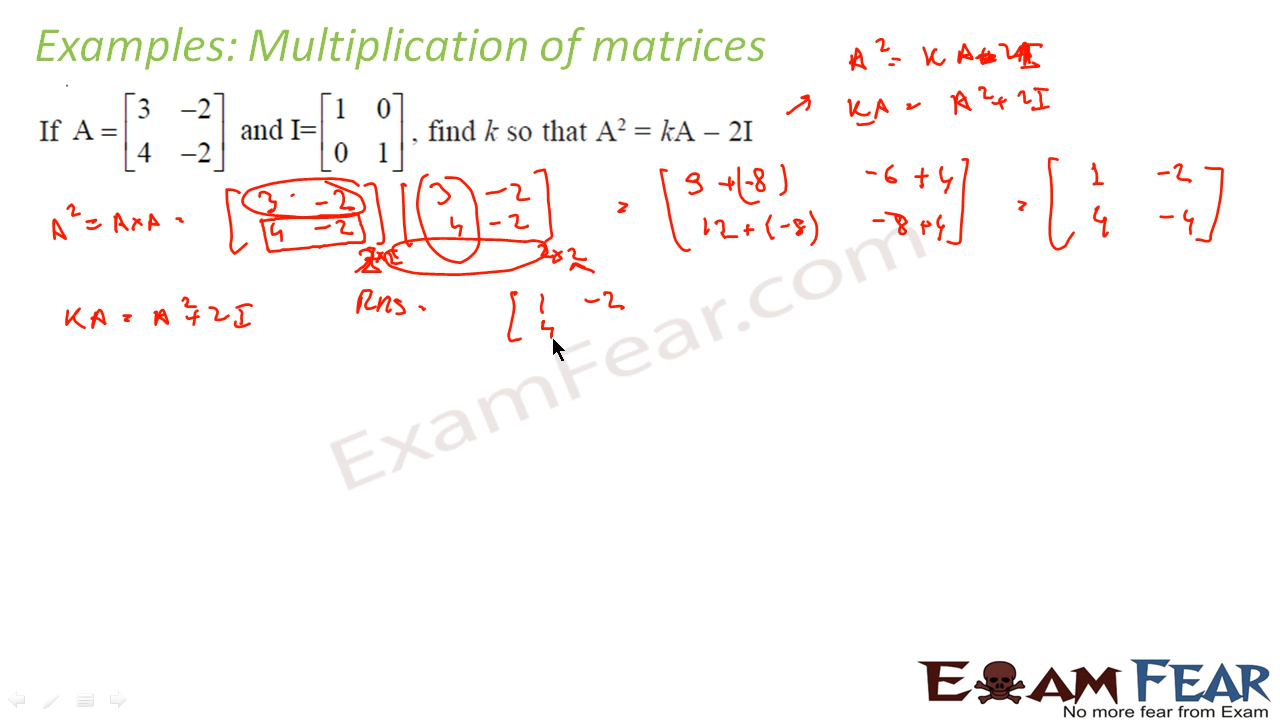 Examples: Multiplication of matrices
A² = KA - 2I
→ KA = A² + 2I
If A = [3 –2; 4 –2] and I= [1 0; 0 1], find k so that A² = kA – 2I
A² = A×A = [3 -2; 4 -2] [3 -2; 4 -2] = [9 +(-8) -6 +4; 12 +(-8) -8 +4] = [1 -2; 4 -4]
2×2
KA = A² + 2I RHS = [1 -2; 4
ExamFear.com
EXAM FEAR
No more fear from Exam